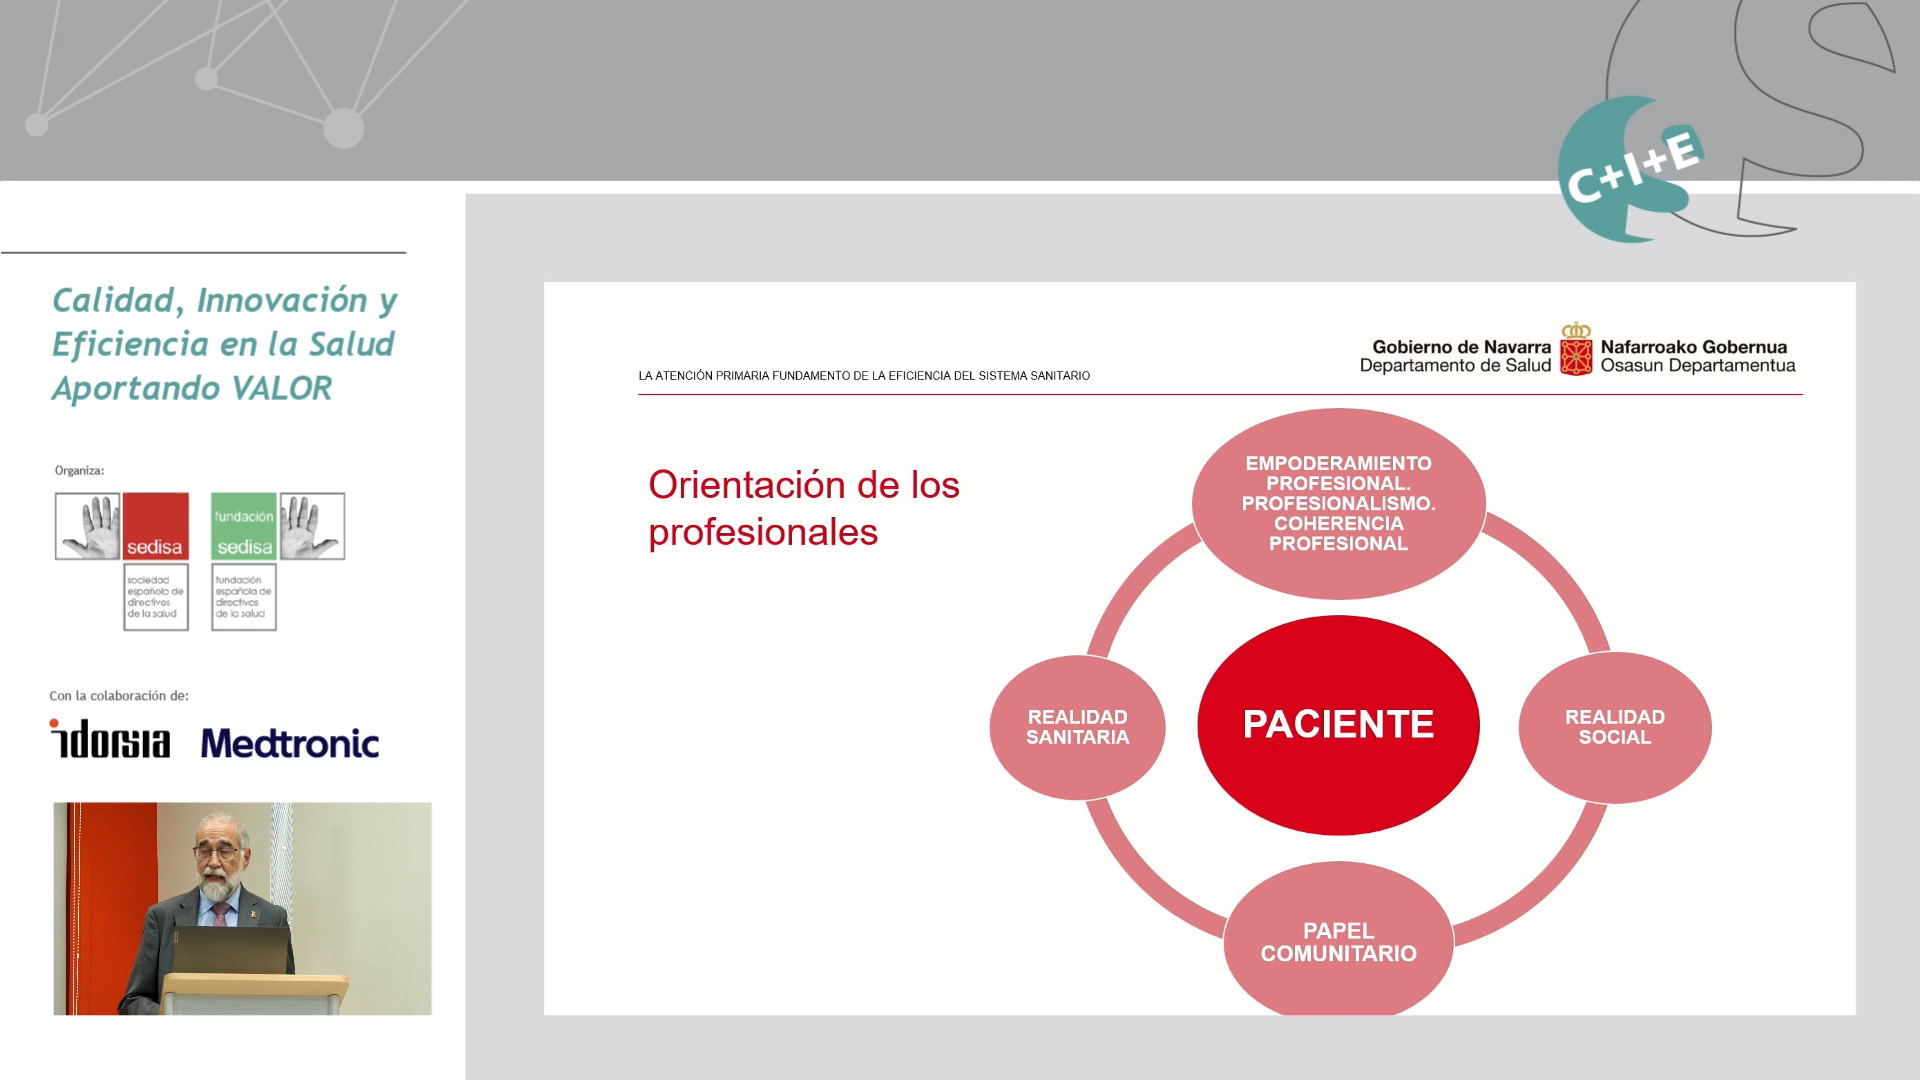 C+I+E
Calidad, Innovación y
Eficiencia en la Salud
Aportando VALOR
Organiza:
sedisa
sociedad
española de
directivos
de la salud
fundación
sedisa
fundación
española de
directivos
de la salud
Con la colaboración de:
idorsia
Medtronic
Gobierno de Navarra
Departamento de Salud
Nafarroako Gobernua
Osasun Departamentua
LA ATENCIÓN PRIMARIA FUNDAMENTO DE LA EFICIENCIA DEL SISTEMA SANITARIO
Orientación de los
profesionales
EMPODERAMIENTO
PROFESIONAL.
PROFESIONALISMO.
COHERENCIA
PROFESIONAL
REALIDAD
SANITARIA
PACIENTE
REALIDAD
SOCIAL
PAPEL
COMUNITARIO